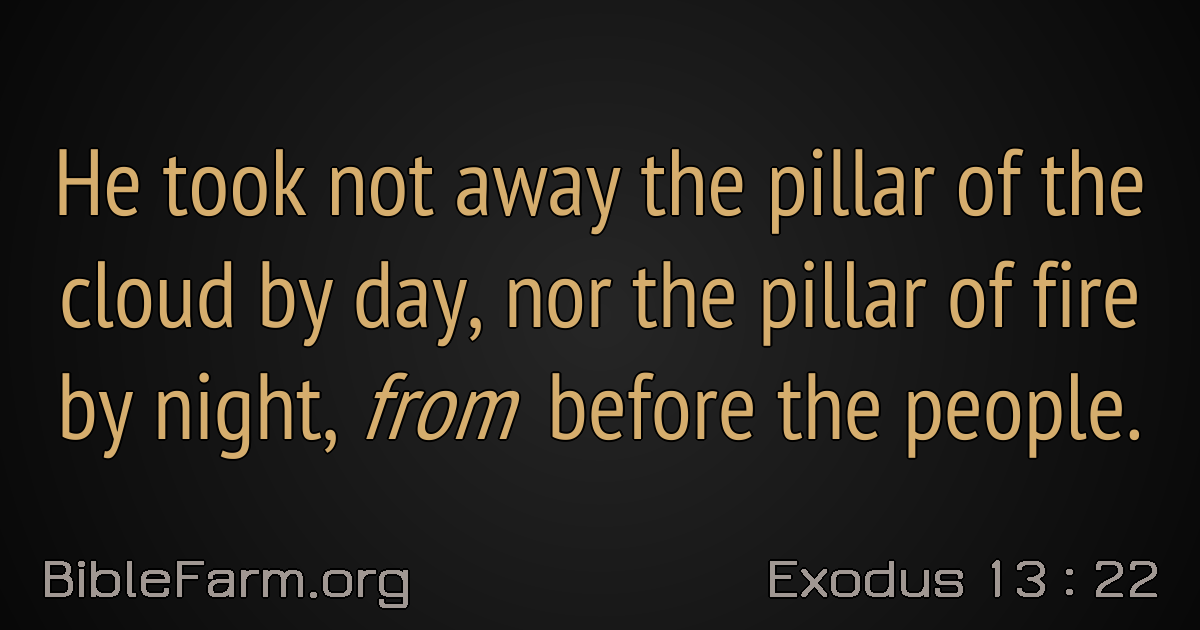 He took not away the pillar of the
cloud by day, nor the pillar of fire
by night, from before the people.
BibleFarm.org
Exodus 13 : 22